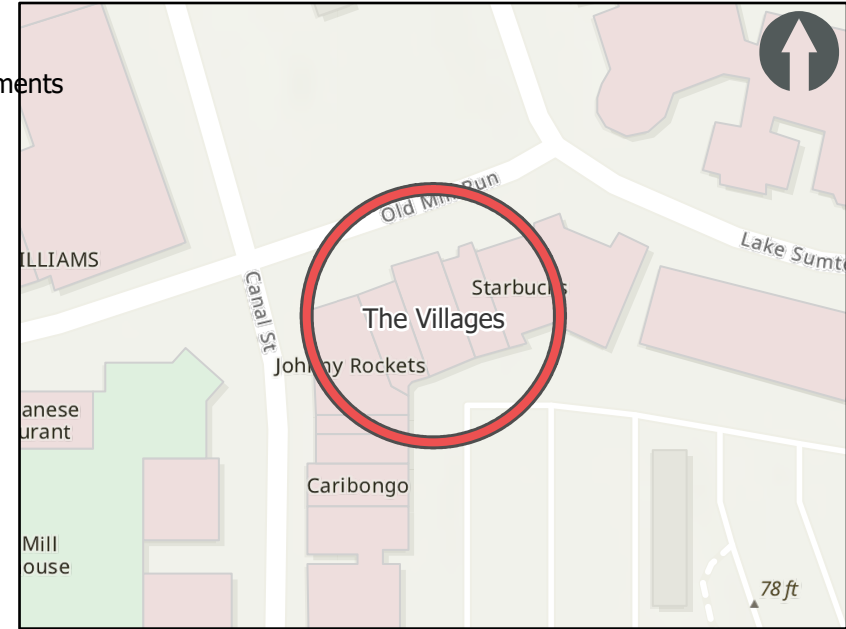 ments
Old Mill Run
ILLIAMS
Lake Sumte
Canal St
Starbucks
The Villages
Johnny Rockets
anese
urant
Caribongo
Mill
ouse
78 ft